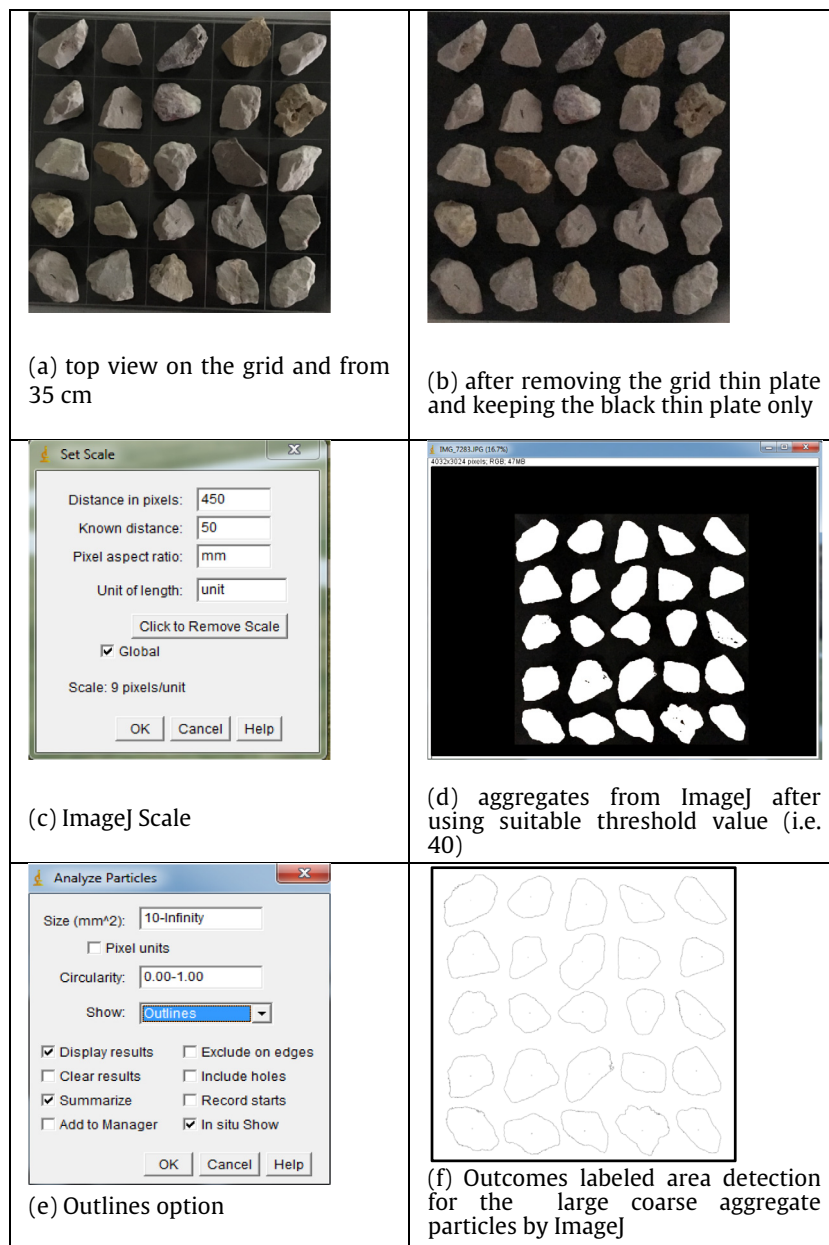 (a) top view on the grid and from
35 cm
(b) after removing the grid thin plate
and keeping the black thin plate only
Set Scale
Distance in pixels: 450
Known distance: 50
Pixel aspect ratio: mm
Unit of length: unit
Click to Remove Scale
Global
Scale: 9 pixels/unit
OK Cancel Help
(c) ImageJ Scale
IMG_7283.JPG (16.7%)
4032x3024 pixels; RGB; 47MB
(d) aggregates from ImageJ after
using suitable threshold value (i.e.
40)
Analyze Particles
Size (mm^2): 10-Infinity
Pixel units
Circularity: 0.00-1.00
Show: Outlines
Display results Exclude on edges
Clear results Include holes
Summarize Record starts
Add to Manager In situ Show
OK Cancel Help
(e) Outlines option
(f) Outcomes labeled area detection
for the large coarse aggregate
particles by ImageJ